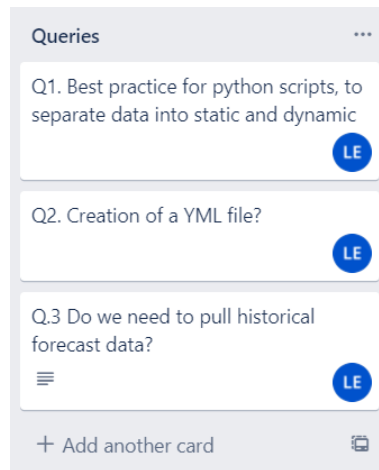 Queries
Q1. Best practice for python scripts, to
separate data into static and dynamic
LE
Q2. Creation of a YML file?
LE
Q.3 Do we need to pull historical
forecast data?
LE
+ Add another card